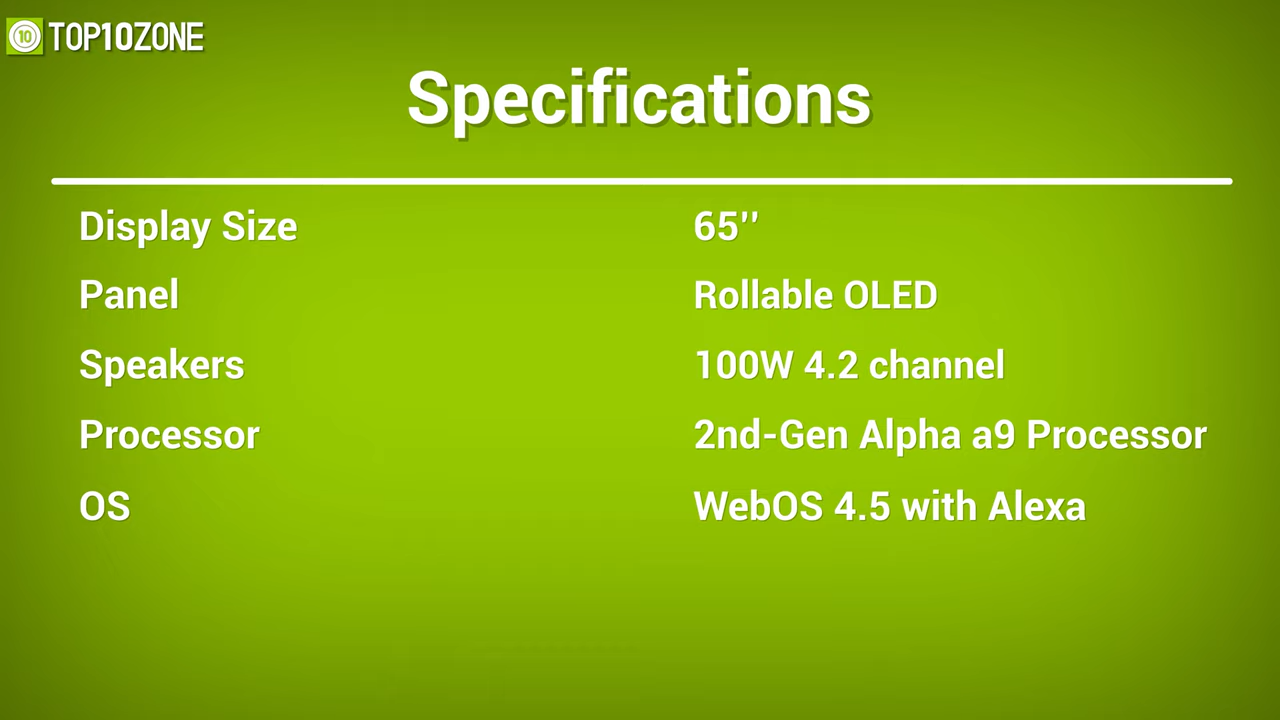 10 TOP10ZONE
Specifications
Display Size 65''
Panel Rollable OLED
Speakers 100W 4.2 channel
Processor 2nd-Gen Alpha a9 Processor
OS WebOS 4.5 with Alexa